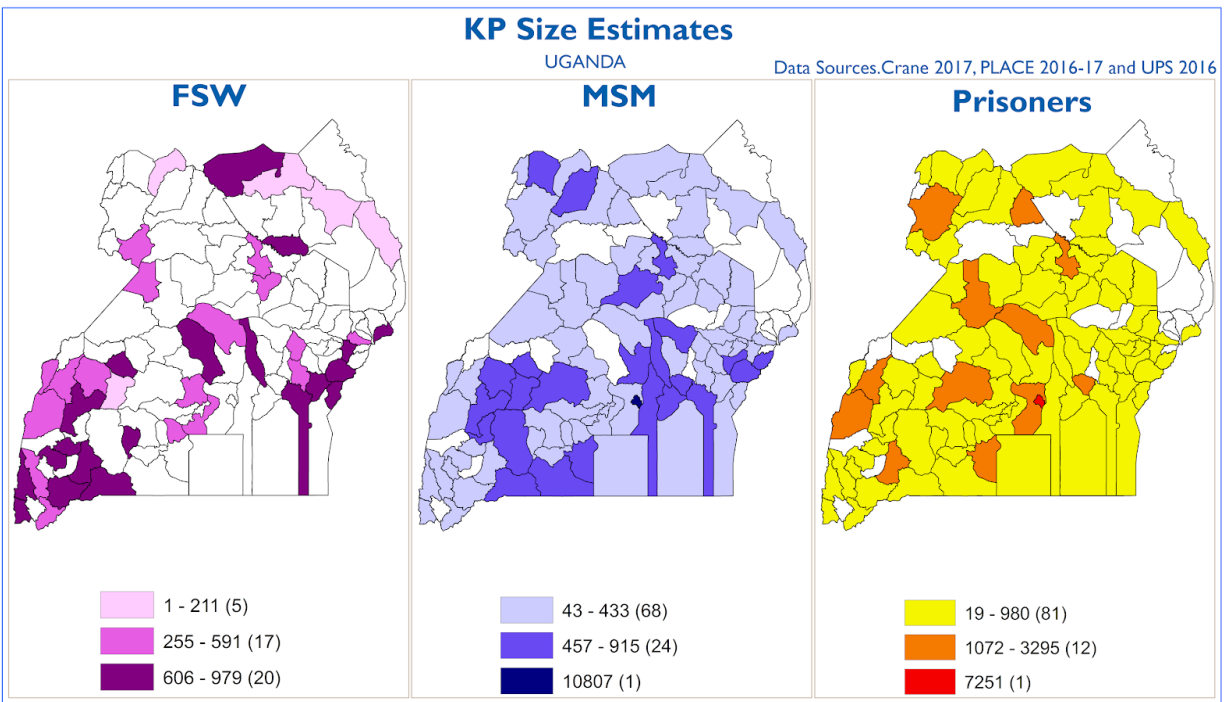 KP Size Estimates
UGANDA
Data Sources.Crane 2017, PLACE 2016-17 and UPS 2016
FSW
MSM
Prisoners
1 - 211 (5)
255 - 591 (17)
606 - 979 (20)
43 - 433 (68)
457 - 915 (24)
10807 (1)
19 - 980 (81)
1072 - 3295 (12)
7251 (1)